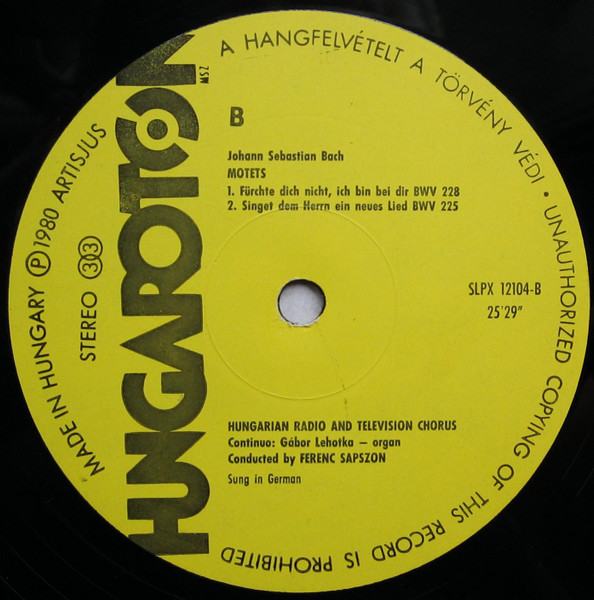 A HANGFELVÉTELT A TÖRVÉNY VÉDI • UNAUTHORIZED COPYING OF THIS RECORD IS PROHIBITED
MADE IN HUNGARY Ⓟ 1980 ARTISJUS
STEREO 33
HUNGAROTON
MSZ
B
Johann Sebastian Bach
MOTETS
1. Fürchte dich nicht, ich bin bei dir BWV 228
2. Singet dem Herrn ein neues Lied BWV 225
SLPX 12104-B
25'29"
HUNGARIAN RADIO AND TELEVISION CHORUS
Continuo: Gábor Lehotka – organ
Conducted by FERENC SAPSZON
Sung in German